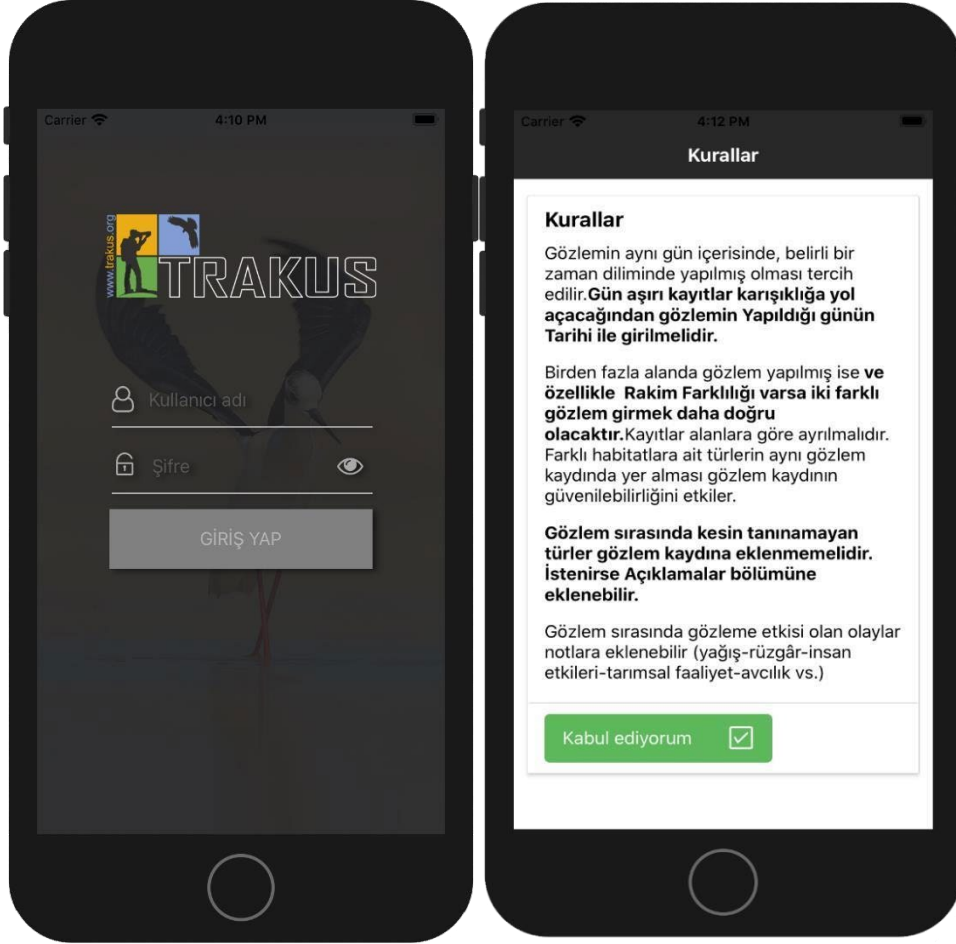 Carrier
4:10 PM
www.trakus.org
TRAKUS
Kullanıcı adı
Şifre
GİRİŞ YAP
Carrier
4:12 PM
Kurallar
Kurallar
Gözlemin aynı gün içerisinde, belirli bir
zaman diliminde yapılmış olması tercih
edilir.Gün aşırı kayıtlar karışıklığa yol
açacağından gözlemin Yapıldığı günün
Tarihi ile girilmelidir.
Birden fazla alanda gözlem yapılmış ise ve
özellikle Rakim Farklılığı varsa iki farklı
gözlem girmek daha doğru
olacaktır.Kayıtlar alanlara göre ayrılmalıdır.
Farklı habitatlara ait türlerin aynı gözlem
kaydında yer alması gözlem kaydının
güvenilebilirliğini etkiler.
Gözlem sırasında kesin tanınamayan
türler gözlem kaydına eklenmemelidir.
İstenirse Açıklamalar bölümüne
eklenebilir.
Gözlem sırasında gözleme etkisi olan olaylar
notlara eklenebilir (yağış-rüzgâr-insan
etkileri-tarımsal faaliyet-avcılık vs.)
Kabul ediyorum